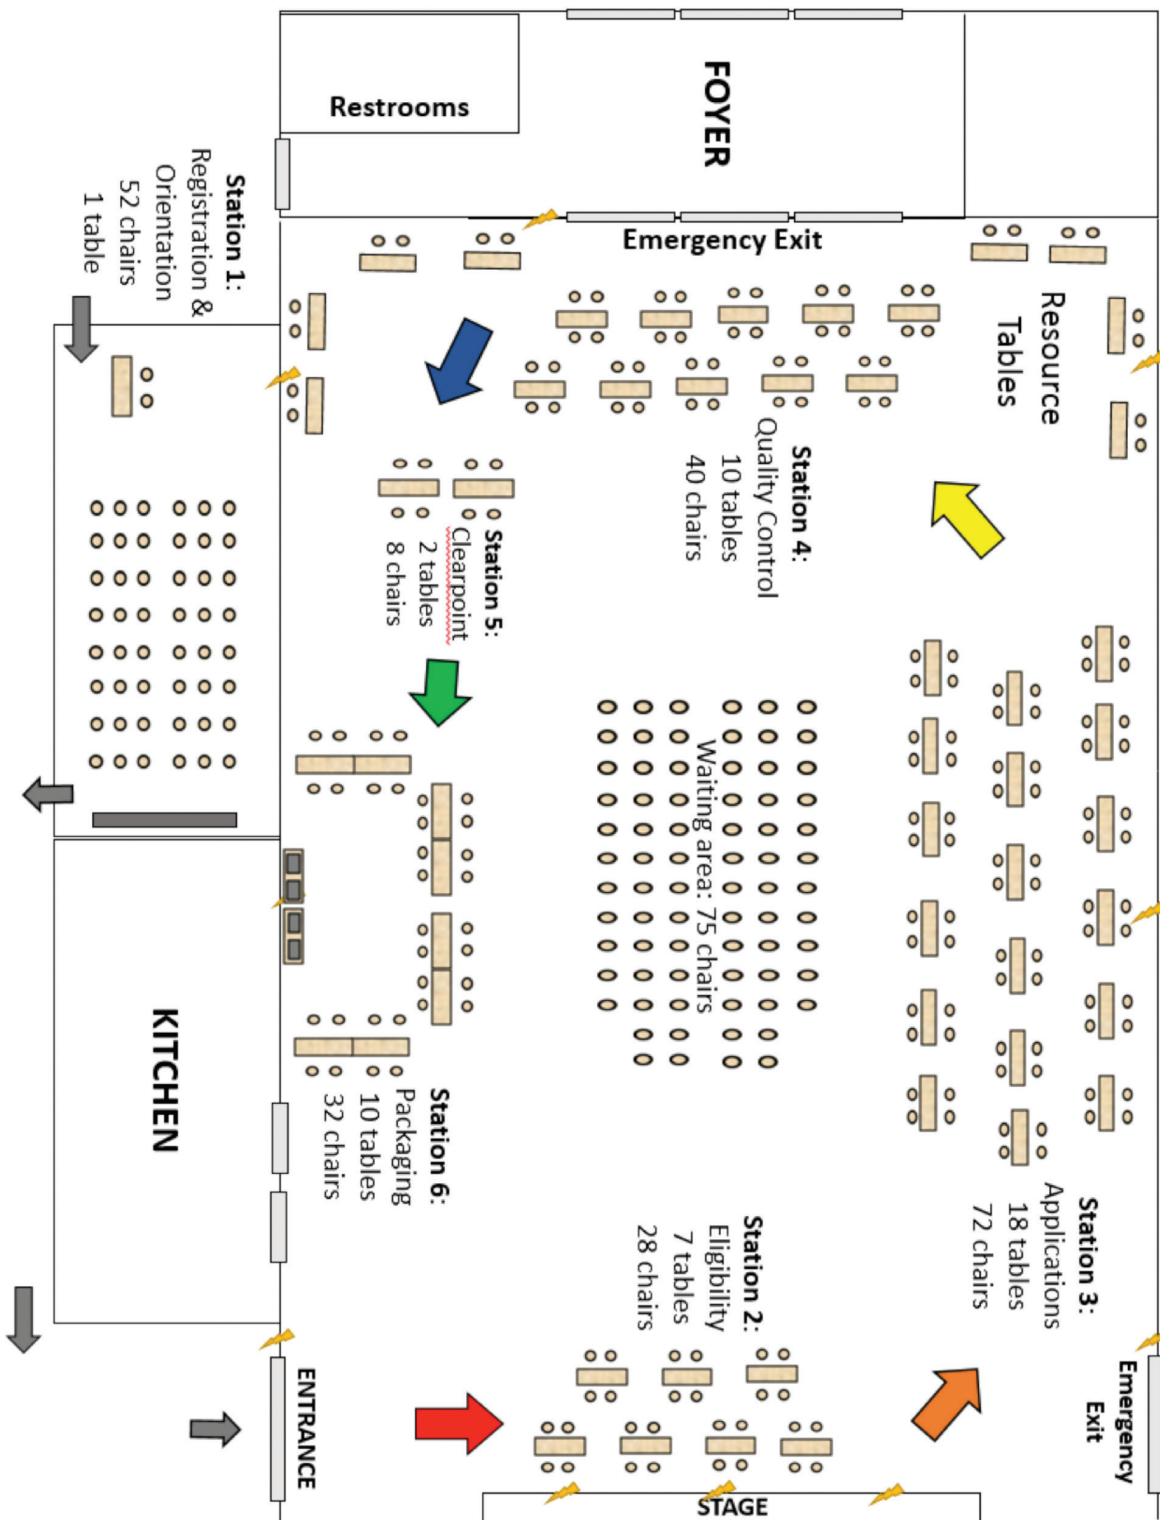 Restrooms
FOYER
Emergency Exit
Station 1:
Registration &
Orientation
52 chairs
1 table
Resource
Tables
Station 4:
Quality Control
10 tables
40 chairs
Station 5:
Clearpoint
2 tables
8 chairs
Waiting area: 75 chairs
KITCHEN
Station 6:
Packaging
10 tables
32 chairs
Station 3:
Applications
18 tables
72 chairs
Station 2:
Eligibility
7 tables
28 chairs
ENTRANCE
Emergency
Exit
STAGE